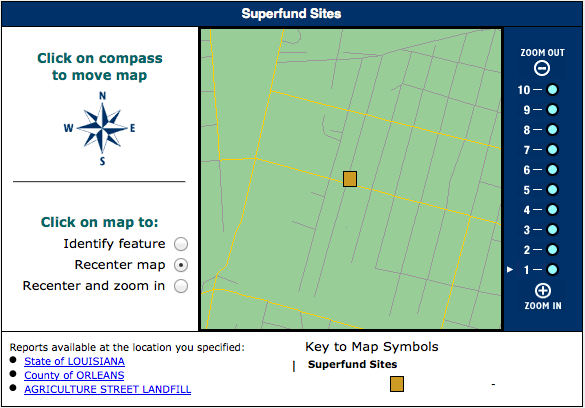 Superfund Sites
Click on compass
to move map
N
W
E
S
Click on map to:
Identify feature
Recenter map
Recenter and zoom in
ZOOM OUT
10
9
8
7
6
5
4
3
2
1
ZOOM IN
Reports available at the location you specified:
State of LOUISIANA
County of ORLEANS
AGRICULTURE STREET LANDFILL
Key to Map Symbols
| Superfund Sites
-